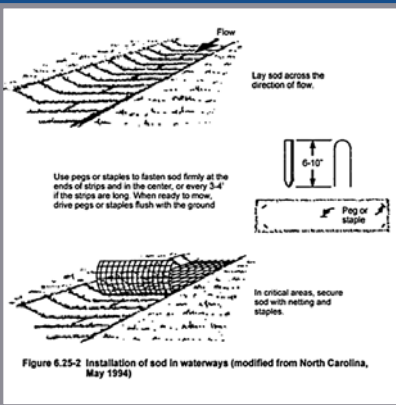 Flow
Lay sod across the
direction of flow.
Use pegs or staples to fasten sod firmly at the
ends of strips and in the center, or every 3-4'
if the strips are long. When ready to mow,
drive pegs or staples flush with the ground
6-10"
Peg or
staple
In critical areas, secure
sod with netting and
staples.
Figure 6.25-2 Installation of sod in waterways (modified from North Carolina,
May 1994)